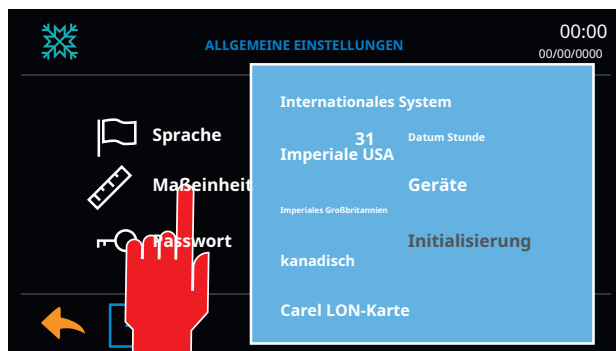 00:00
ALLGEMEINE EINSTELLUNGEN
00/00/0000
Sprache
Maßeinheit
Passwort
Internationales System
31
Datum Stunde
Imperiale USA
Geräte
Imperiales Großbritannien
Initialisierung
kanadisch
Carel LON-Karte